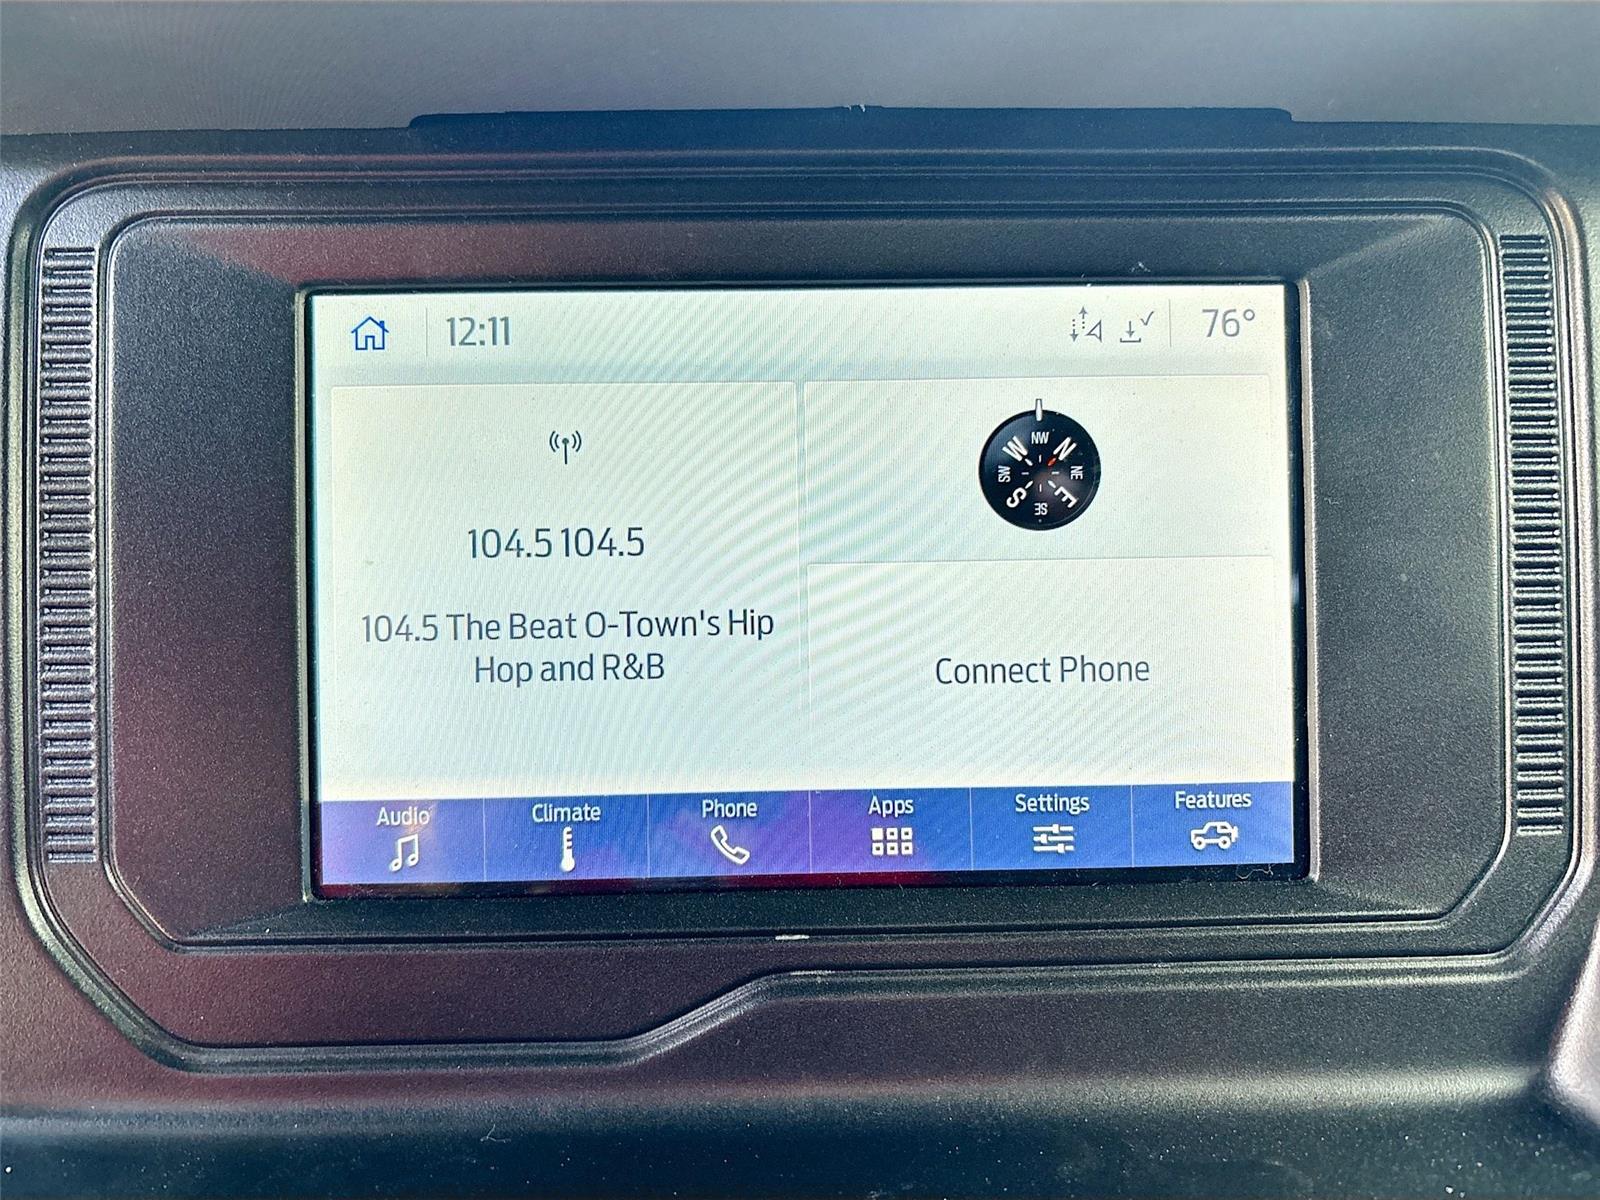 12:11
76°
104.5 104.5
104.5 The Beat O-Town's Hip
Hop and R&B
NW
N
NE
E
SE
S
SW
W
Connect Phone
Audio
Climate
Phone
Apps
Settings
Features